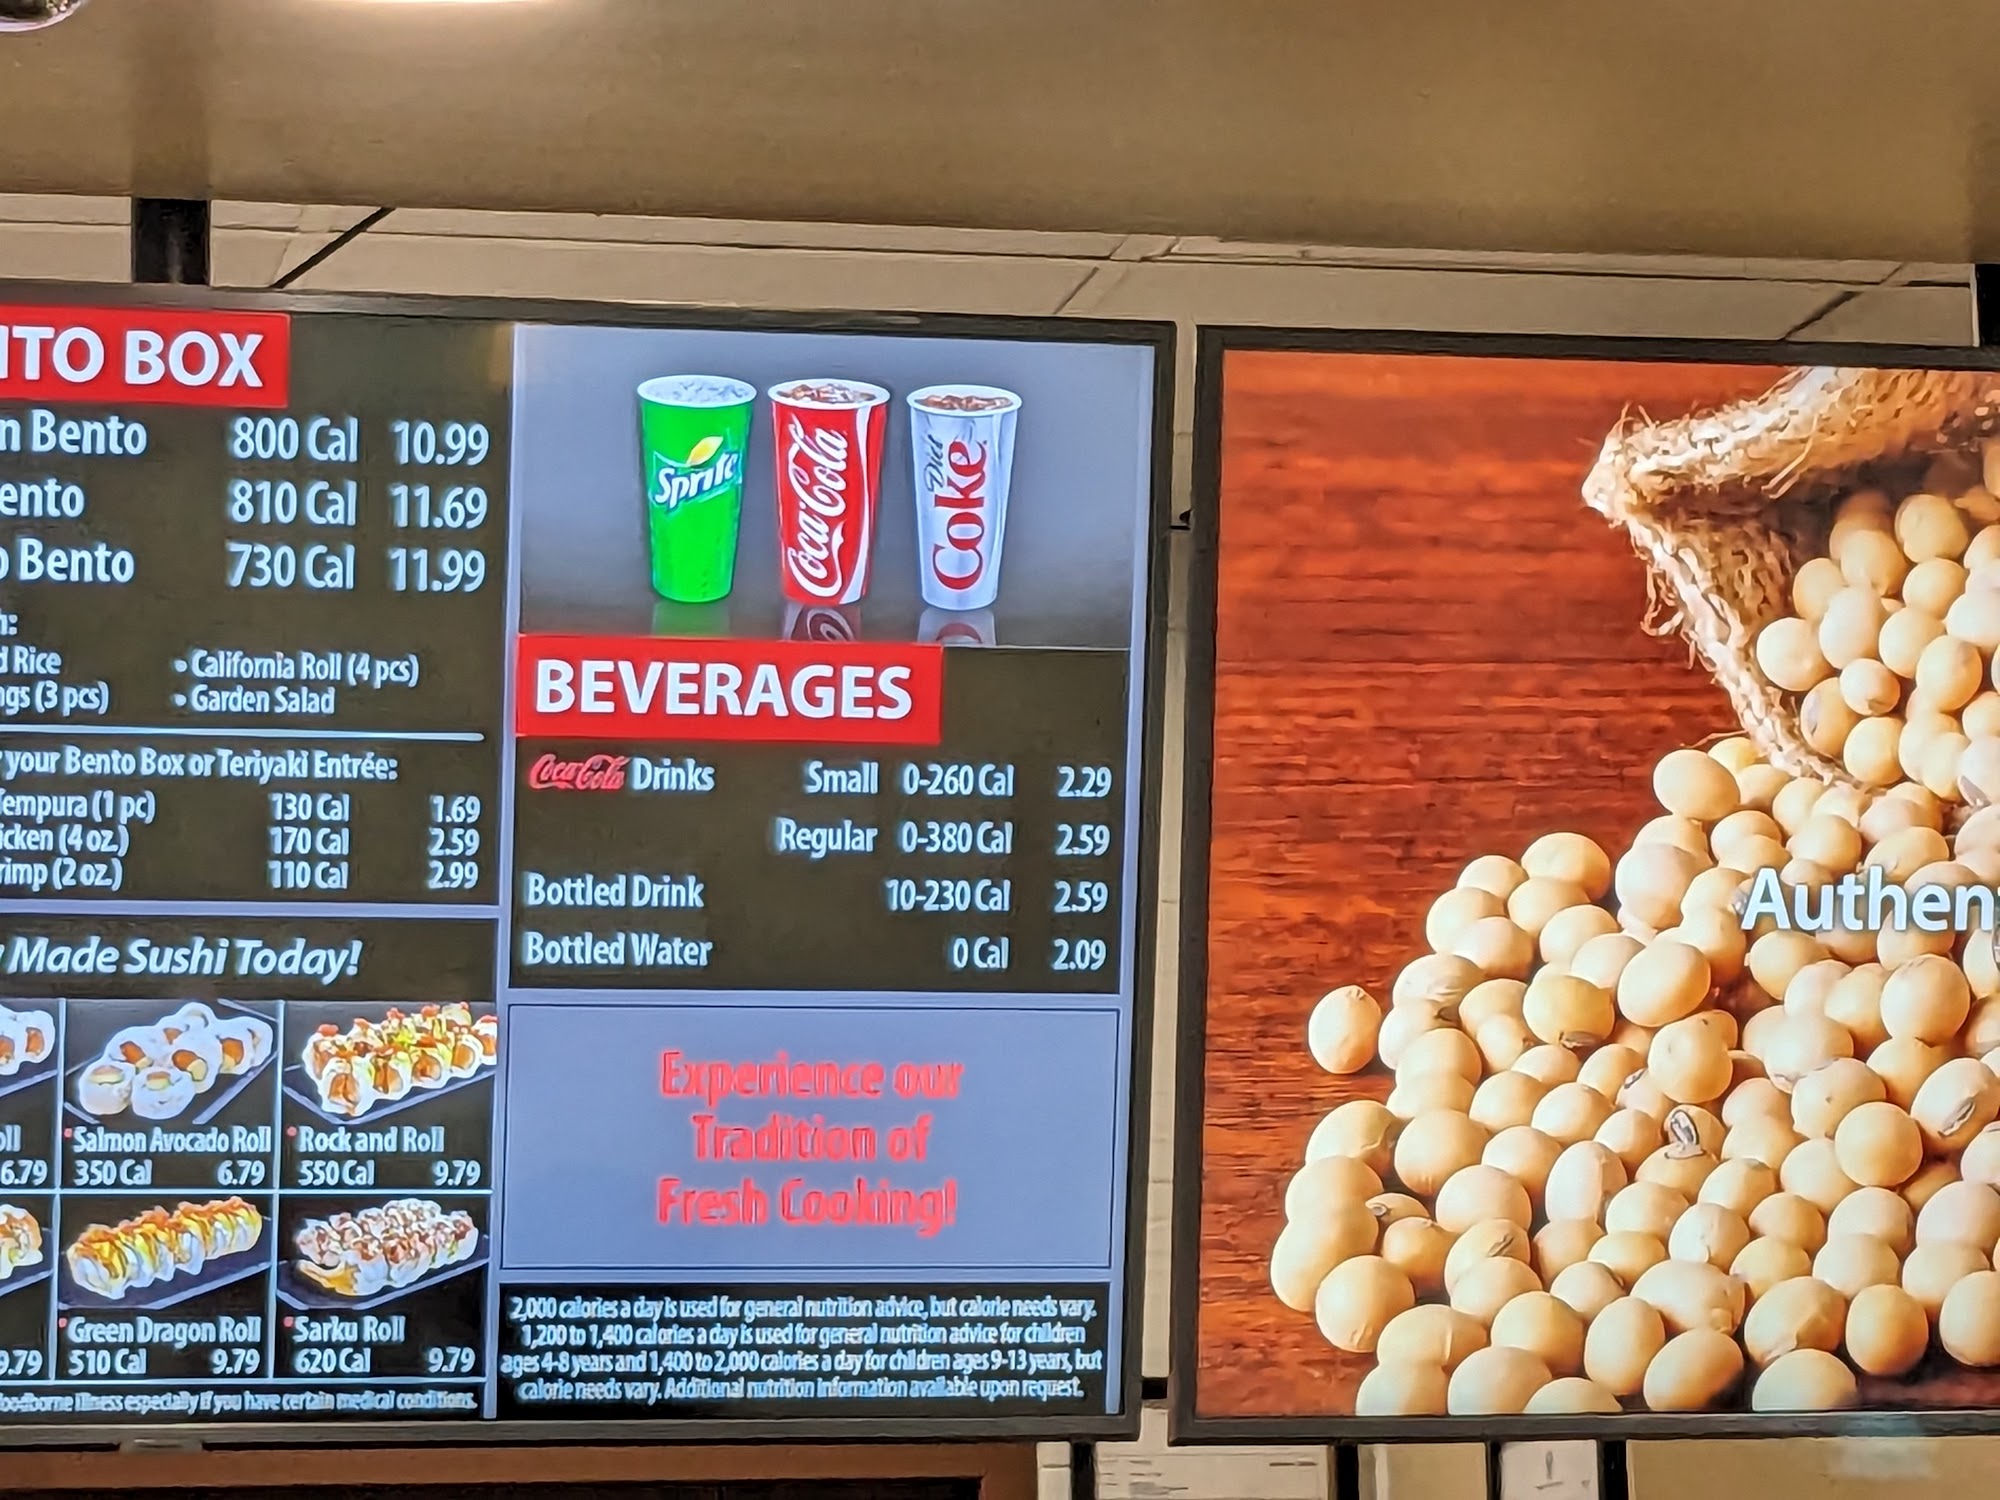 BOX
Bento 800 Cal 10.99
810 Cal 11.69
Bento 730 Cal 11.99
Rice
• California Roll (4 pcs)
(3 pcs)
• Garden Salad
your Bento Box or Teriyaki Entrée:
Tempura (1 pc) 130 Cal 1.69
(4 oz.) 170 Cal 2.59
(2 oz.) 110 Cal 2.99
Made Sushi Today!
6.79
*Salmon Avocado Roll
350 Cal 6.79
*Rock and Roll
550 Cal 9.79
9.79
*Green Dragon Roll
510 Cal 9.79
*Sarku Roll
620 Cal 9.79
foodborne illness especially if you have certain medical conditions.
Sprite
Coca-Cola
Diet Coke
BEVERAGES
Coca-Cola Drinks Small 0-260 Cal 2.29
Regular 0-380 Cal 2.59
Bottled Drink 10-230 Cal 2.59
Bottled Water 0 Cal 2.09
Experience our
Tradition of
Fresh Cooking!
2,000 calories a day is used for general nutrition advice, but calorie needs vary.
1,200 to 1,400 calories a day is used for general nutrition advice for children
ages 4-8 years and 1,400 to 2,000 calories a day for children ages 9-13 years, but
calorie needs vary. Additional nutrition information available upon request.
Authent